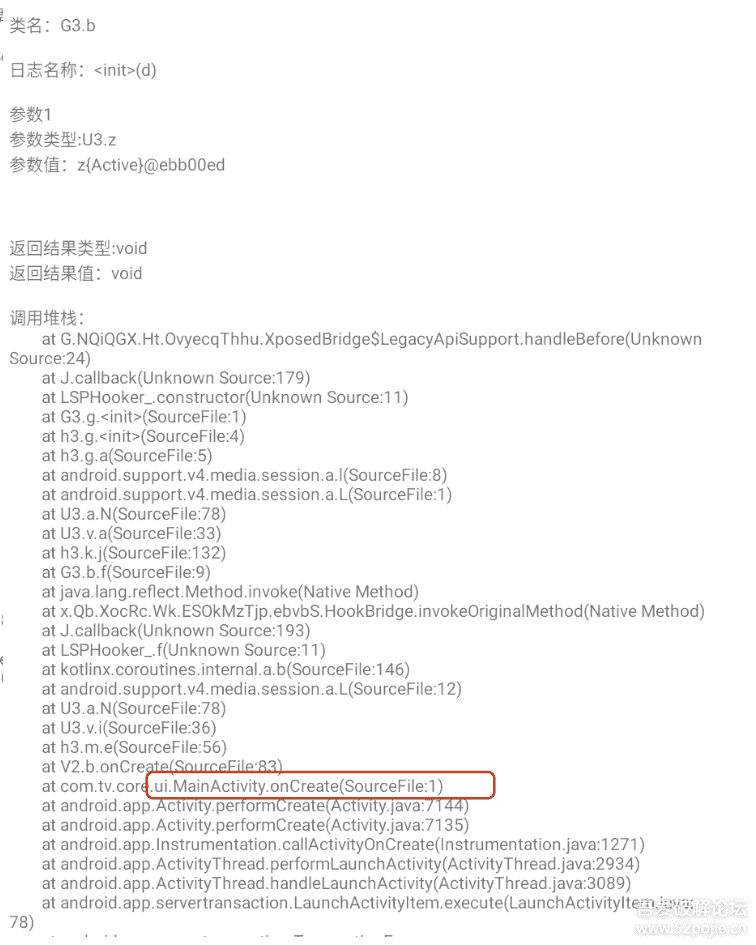 类名：G3.b
日志名称：<init>(d)
参数1
参数类型:U3.z
参数值：z{Active}@ebb00ed
返回结果类型:void
返回结果值：void
调用堆栈：
at G.NQiQGX.Ht.OvyecqThhu.XposedBridge$LegacyApiSupport.handleBefore(Unknown
Source:24)
at J.callback(Unknown Source:179)
at LSPHooker_.constructor(Unknown Source:11)
at G3.g.<init>(SourceFile:1)
at h3.g.<init>(SourceFile:4)
at h3.g.a(SourceFile:5)
at android.support.v4.media.session.a.l(SourceFile:8)
at android.support.v4.media.session.a.L(SourceFile:1)
at U3.a.N(SourceFile:78)
at U3.v.a(SourceFile:33)
at h3.k.j(SourceFile:132)
at G3.b.f(SourceFile:9)
at java.lang.reflect.Method.invoke(Native Method)
at x.Qb.XocRc.Wk.ESOkMzTjp.ebvbS.HookBridge.invokeOriginalMethod(Native Method)
at J.callback(Unknown Source:193)
at LSPHooker_.f(Unknown Source:11)
at kotlinx.coroutines.internal.a.b(SourceFile:146)
at android.support.v4.media.session.a.L(SourceFile:12)
at U3.a.N(SourceFile:78)
at U3.v.i(SourceFile:36)
at h3.m.e(SourceFile:56)
at V2.b.onCreate(SourceFile:83)
at com.tv.core.ui.MainActivity.onCreate(SourceFile:1)
at android.app.Activity.performCreate(Activity.java:7144)
at android.app.Activity.performCreate(Activity.java:7135)
at android.app.Instrumentation.callActivityOnCreate(Instrumentation.java:1271)
at android.app.ActivityThread.performLaunchActivity(ActivityThread.java:2934)
at android.app.ActivityThread.handleLaunchActivity(ActivityThread.java:3089)
at android.app.servertransaction.LaunchActivityItem.execute(LaunchActivityItem.java:
78)
吾爱破解论坛
www.52pojie.cn